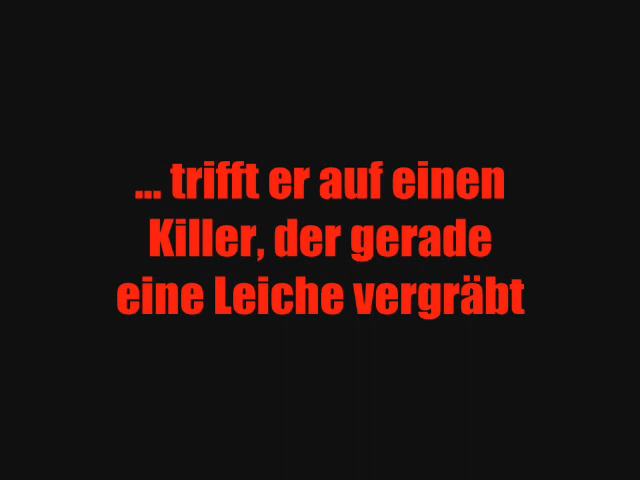 ... trifft er auf einen
Killer, der gerade
eine Leiche vergräbt